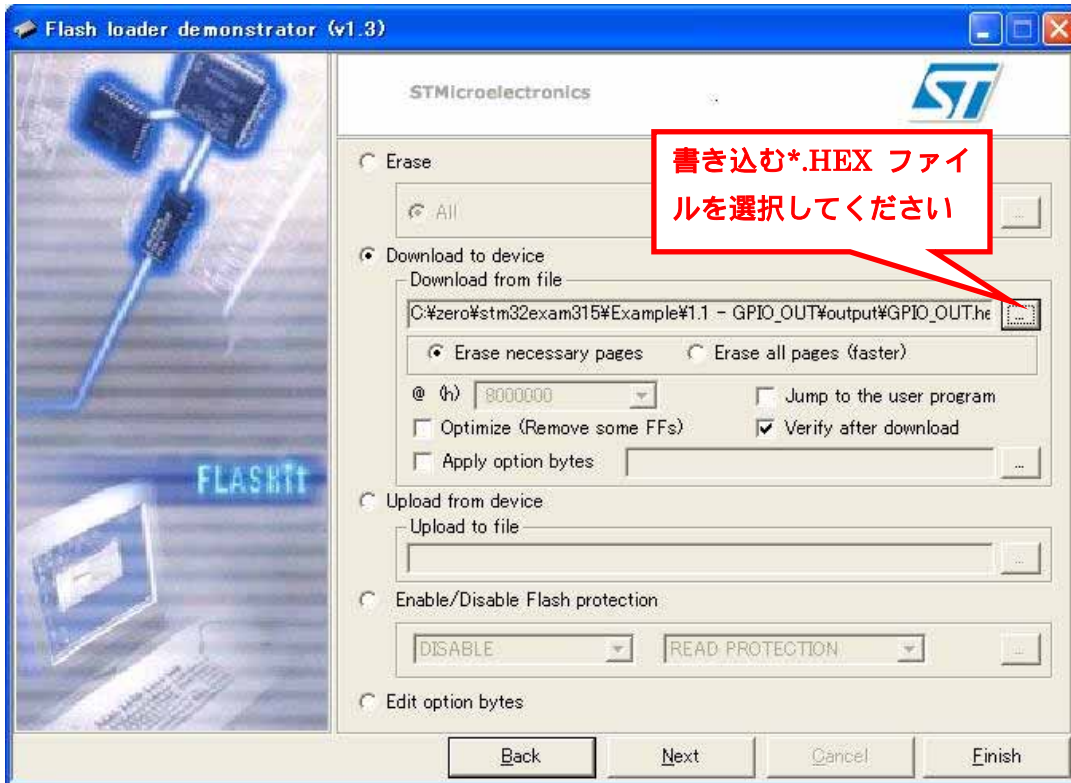 Flash loader demonstrator (v1.3)
STMicroelectronics
ST
書き込む*.HEX ファイ
ルを選択してください
Erase
All
...
Download to device
Download from file
C:¥zero¥stm32exam315¥Example¥1.1 - GPIO_OUT¥output¥GPIO_OUT.he ...
Erase necessary pages Erase all pages (faster)
@ (h) 8000000 Jump to the user program
Optimize (Remove some FFs) Verify after download
Apply option bytes ...
FLASHit
Upload from device
Upload to file
...
Enable/Disable Flash protection
DISABLE READ PROTECTION ...
Edit option bytes
Back Next Cancel Finish